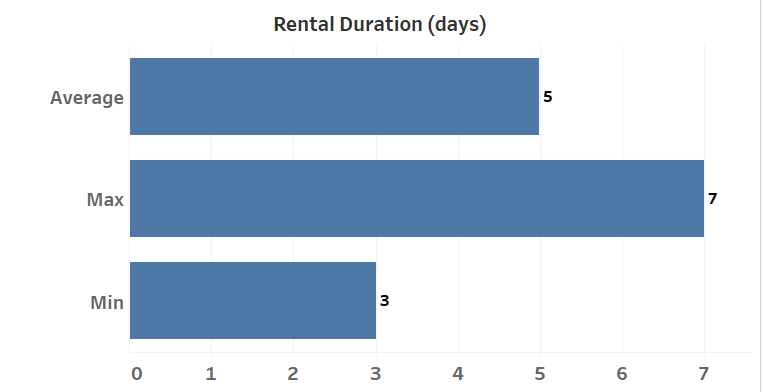 Rental Duration (days)
Average 5
Max 7
Min 3
0 1 2 3 4 5 6 7